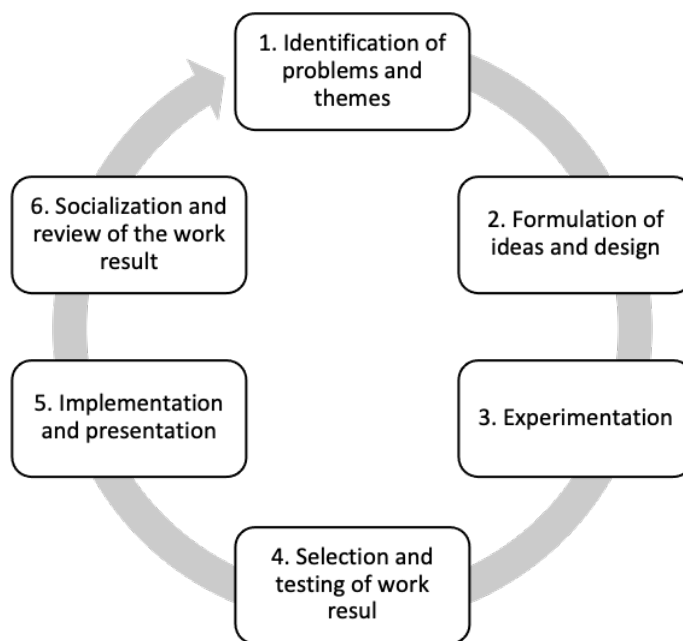 1. Identification of
problems and
themes
2. Formulation of
ideas and design
3. Experimentation
4. Selection and
testing of work
resul
5. Implementation
and presentation
6. Socialization and
review of the work
result